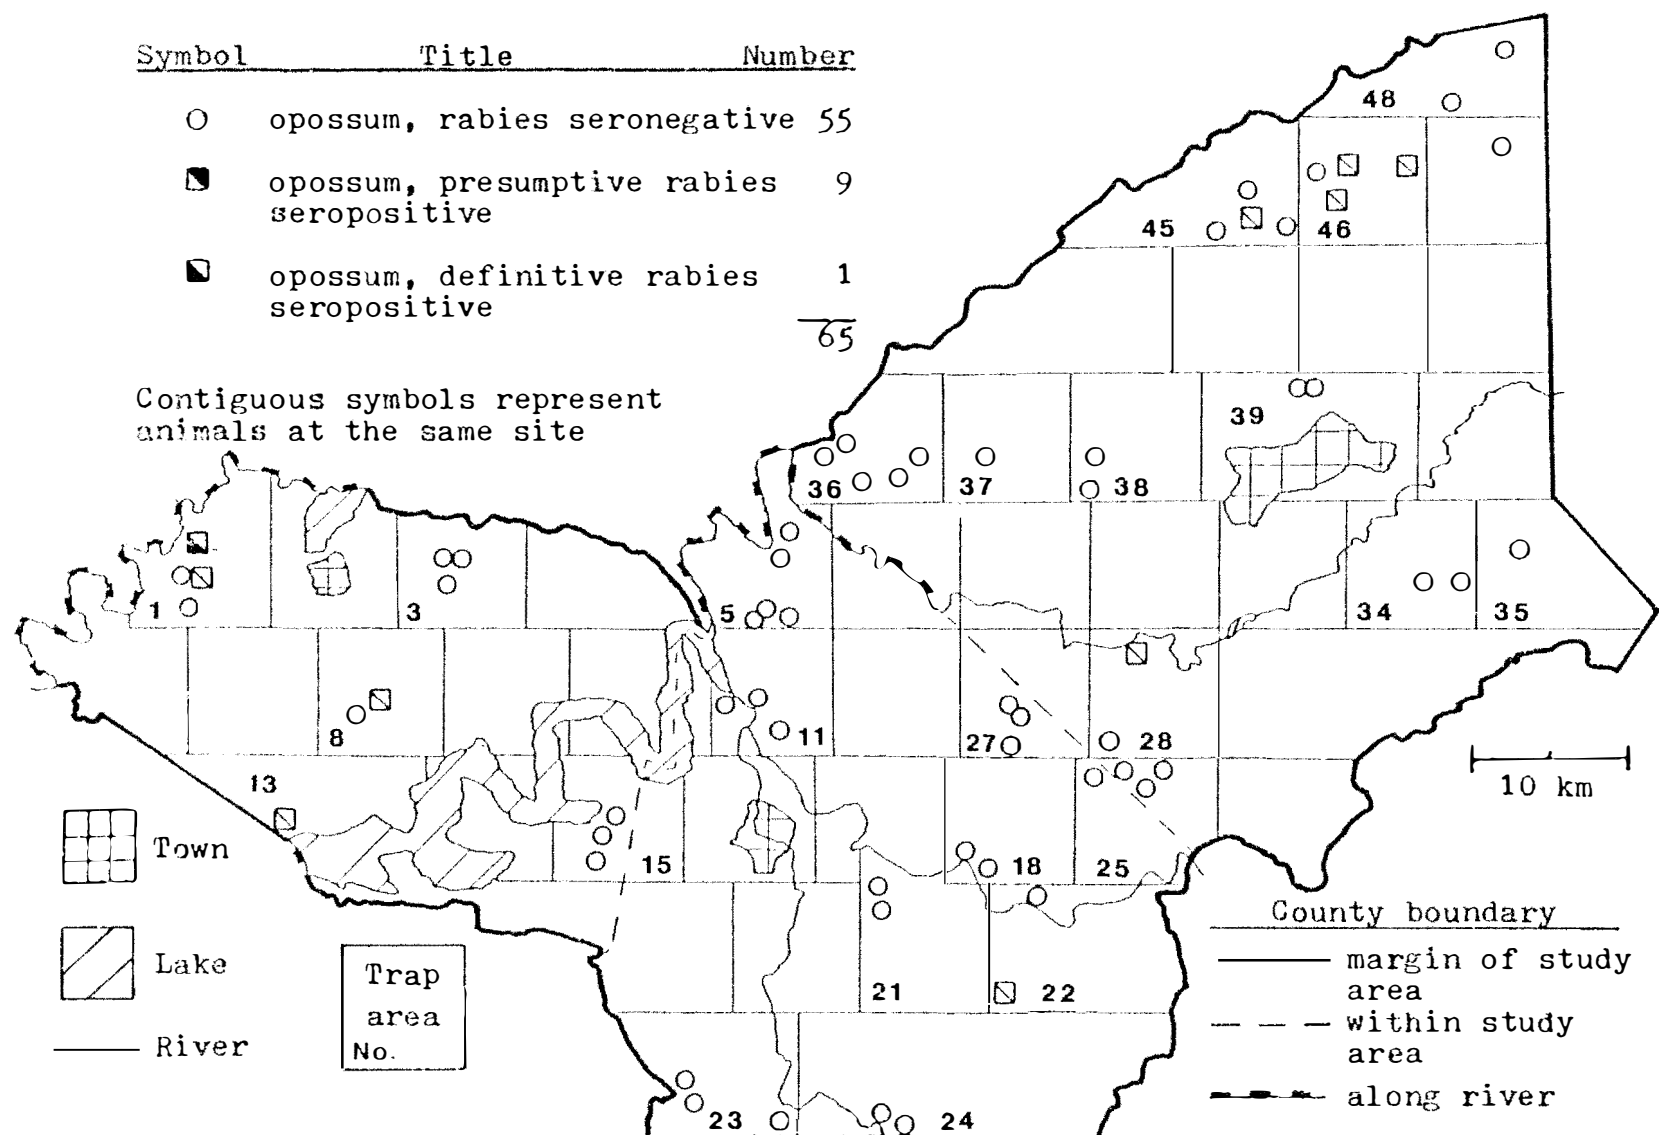 Symbol Title Number
opossum, rabies seronegative 55
opossum, presumptive rabies 9
seropositive
opossum, definitive rabies 1
seropositive
65
Contiguous symbols represent
animals at the same site
48
45
46
39
36
37
38
1
3
5
34
35
8
11
27
28
10 km
13
15
18
25
21
22
23
24
Town
Lake
River
Trap
area
No.
County boundary
margin of study
area
within study
area
along river